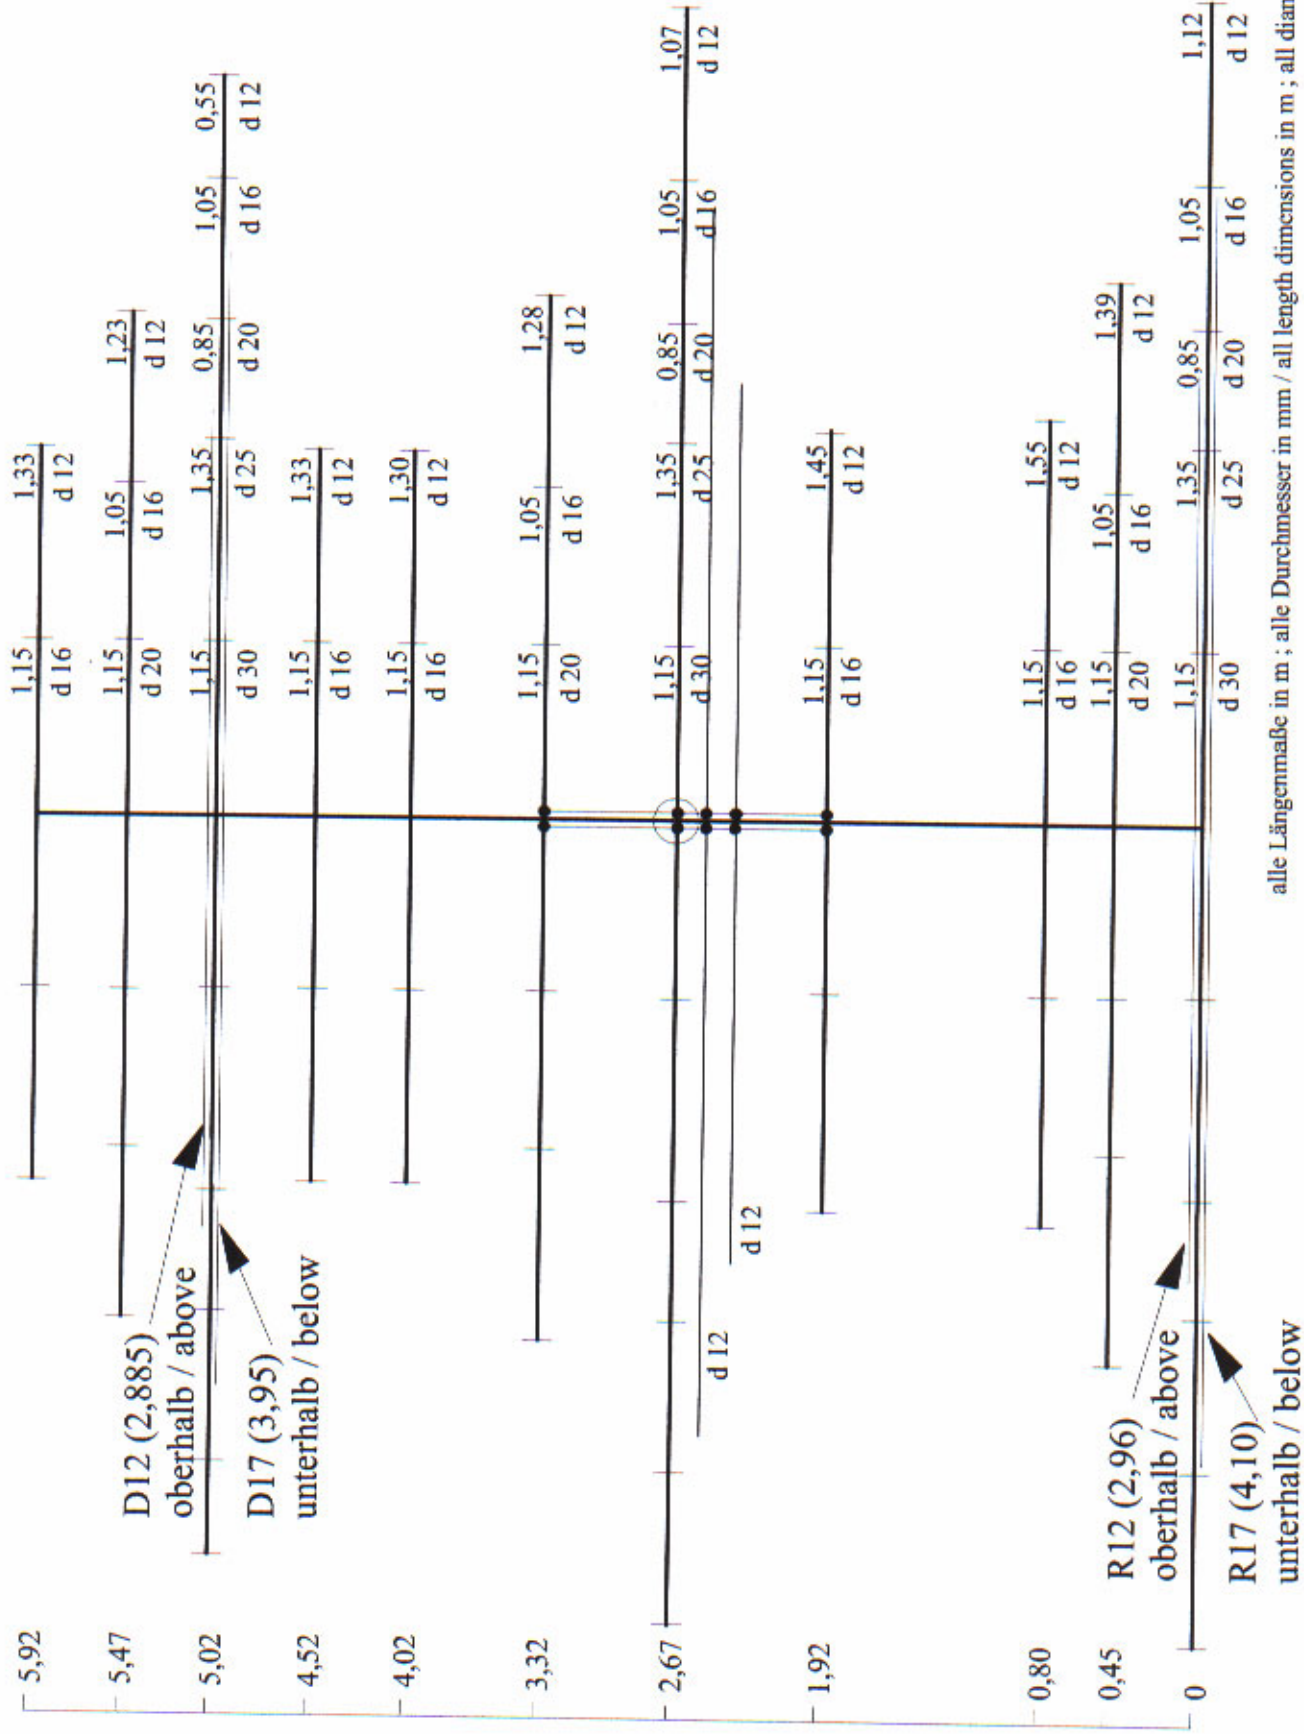 5,92 1,15 1,33
d 16 d 12
5,47 1,15 1,05 1,23
d 20 d 16 d 12
D12 (2,885)
oberhalb / above
5,02 1,15 1,35 0,85 1,05 0,55
d 30 d 25 d 20 d 16 d 12
D17 (3,95)
unterhalb / below
4,52 1,15 1,33
d 16 d 12
4,02 1,15 1,30
d 16 d 12
3,32 1,15 1,05 1,28
d 20 d 16 d 12
2,67 1,15 1,35 0,85 1,05 1,07
d 30 d 25 d 20 d 16 d 12
d 12
d 12
1,92 1,15 1,45
d 16 d 12
0,80 1,15 1,55
d 16 d 12
0,45 1,15 1,05 1,39
d 20 d 16 d 12
R12 (2,96)
oberhalb / above
0 1,15 1,35 0,85 1,05 1,12
d 30 d 25 d 20 d 16 d 12
R17 (4,10)
unterhalb / below
alle Längenmaße in m ; alle Durchmesser in mm / all length dimensions in m ; all